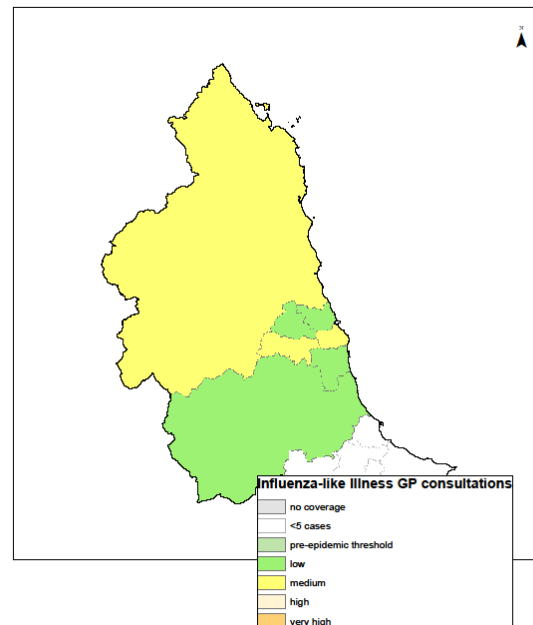 Influenza-like Illness GP consultations
no coverage
<5 cases
pre-epidemic threshold
low
medium
high
very high